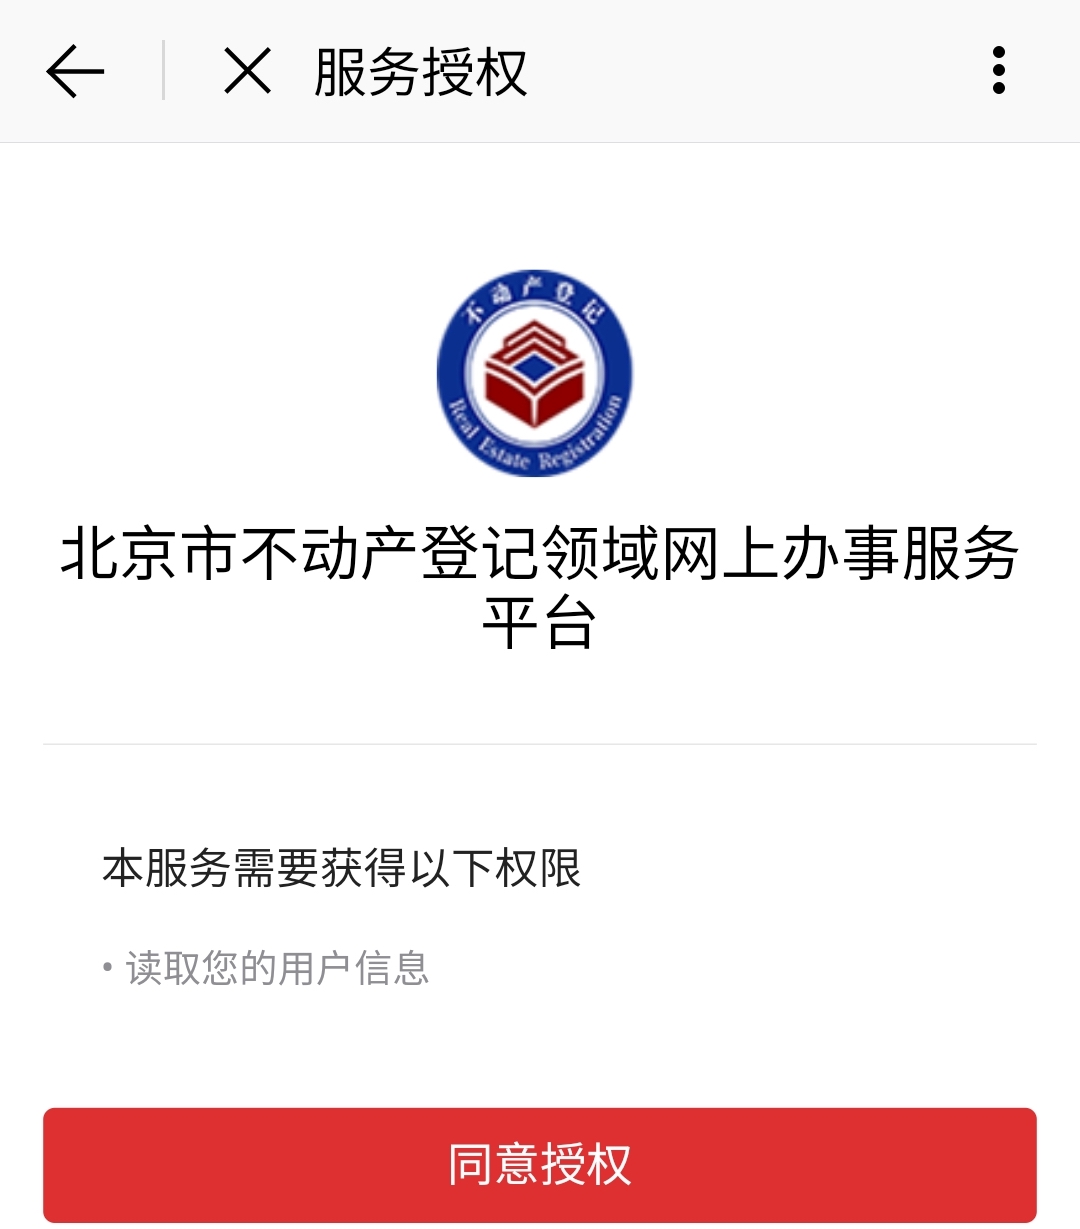 服务授权
不动产登记
Real Estate Registration
北京市不动产登记领域网上办事服务
平台
本服务需要获得以下权限
• 读取您的用户信息
同意授权